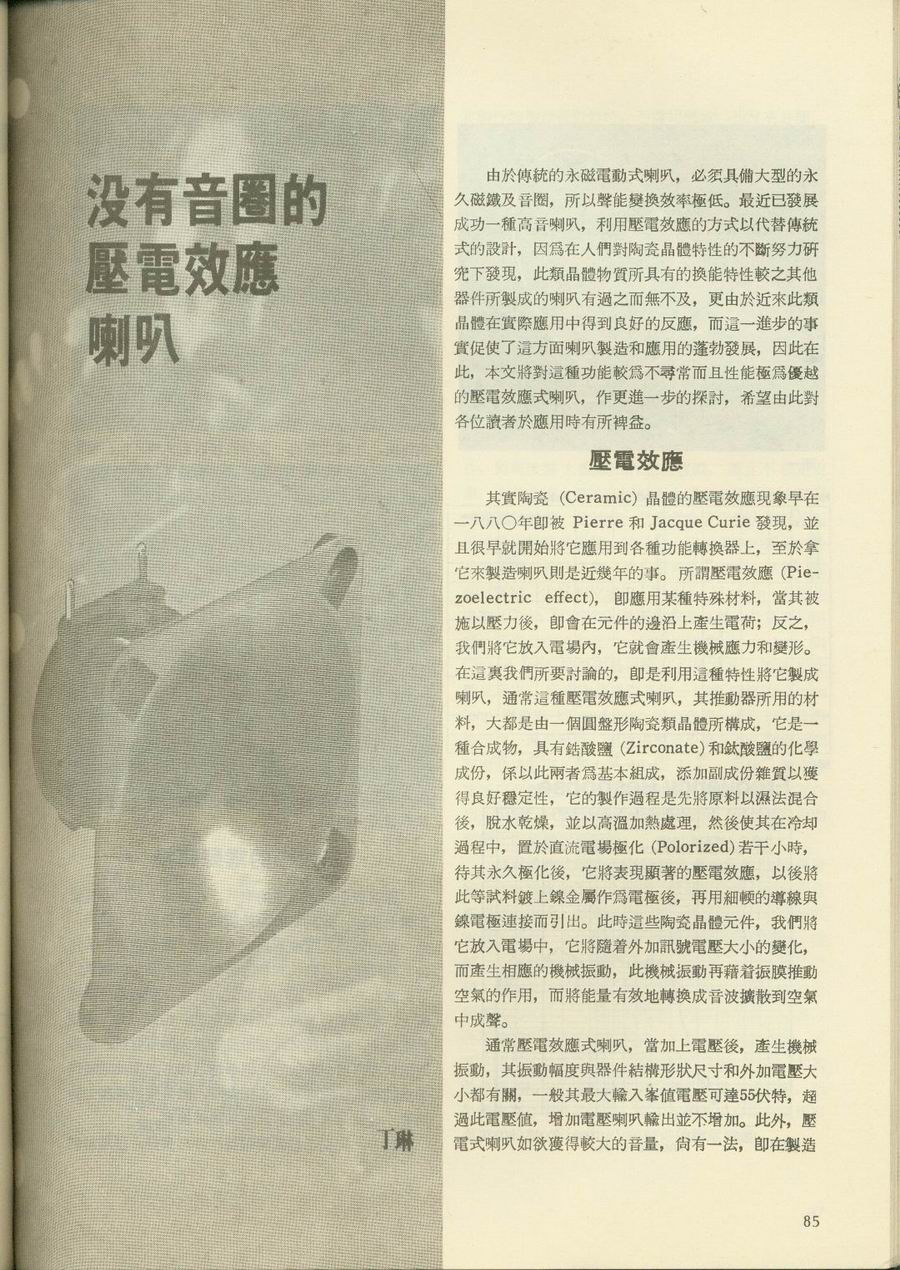 没有音圈的
壓電效應
喇叭
丁琳
由於傳統的永磁電動式喇叭，必須具備大型的永
久磁鐵及音圈，所以聲能變換效率極低。最近已發展
成功一種高音喇叭，利用壓電效應的方式以代替傳統
式的設計，因爲在人們對陶瓷晶體特性的不斷努力研
究下發現，此類晶體物質所具有的換能特性較之其他
器件所製成的喇叭有過之而無不及，更由於近來此類
晶體在實際應用中得到良好的反應，而這一進步的事
實促使了這方面喇叭製造和應用的蓬勃發展，因此在
此，本文將對這種功能較爲不尋常而且性能極爲優越
的壓電效應式喇叭，作更進一步的探討，希望由此對
各位讀者於應用時有所裨益。
壓電效應
其實陶瓷（Ceramic）晶體的壓電效應現象早在
一八八〇年卽被 Pierre 和 Jacque Curie 發現，並
且很早就開始將它應用到各種功能轉換器上，至於拿
它來製造喇叭則是近幾年的事。所謂壓電效應（Pie-
zoelectric effect），卽應用某種特殊材料，當其被
施以壓力後，卽會在元件的邊沿上產生電荷；反之，
我們將它放入電場內，它就會產生機械應力和變形。
在這裏我們所要討論的，卽是利用這種特性將它製成
喇叭，通常這種壓電效應式喇叭，其推動器所用的材
料，大都是由一個圓盤形陶瓷類晶體所構成，它是一
種合成物，具有鋯酸鹽（Zirconate）和鈦酸鹽的化學
成份，係以此兩者爲基本組成，添加副成份雜質以獲
得良好穩定性，它的製作過程是先將原料以濕法混合
後，脫水乾燥，並以高溫加熱處理，然後使其在冷却
過程中，置於直流電場極化（Polorized）若干小時，
待其永久極化後，它將表現顯著的壓電效應，以後將
此等試料鍍上鎳金屬作爲電極後，再用細軟的導線與
鎳電極連接而引出。此時這些陶瓷晶體元件，我們將
它放入電場中，它將隨着外加訊號電壓大小的變化，
而產生相應的機械振動，此機械振動再藉着振膜推動
空氣的作用，而將能量有效地轉換成音波擴散到空氣
中成聲。
通常壓電效應式喇叭，當加上電壓後，產生機械
振動，其振動幅度與器件結構形狀尺寸和外加電壓大
小都有關，一般其最大輸入峯值電壓可達55伏特，超
過此電壓值，增加電壓喇叭輸出並不增加。此外，壓
電式喇叭如欲獲得較大的音量，尚有一法，卽在製造
85